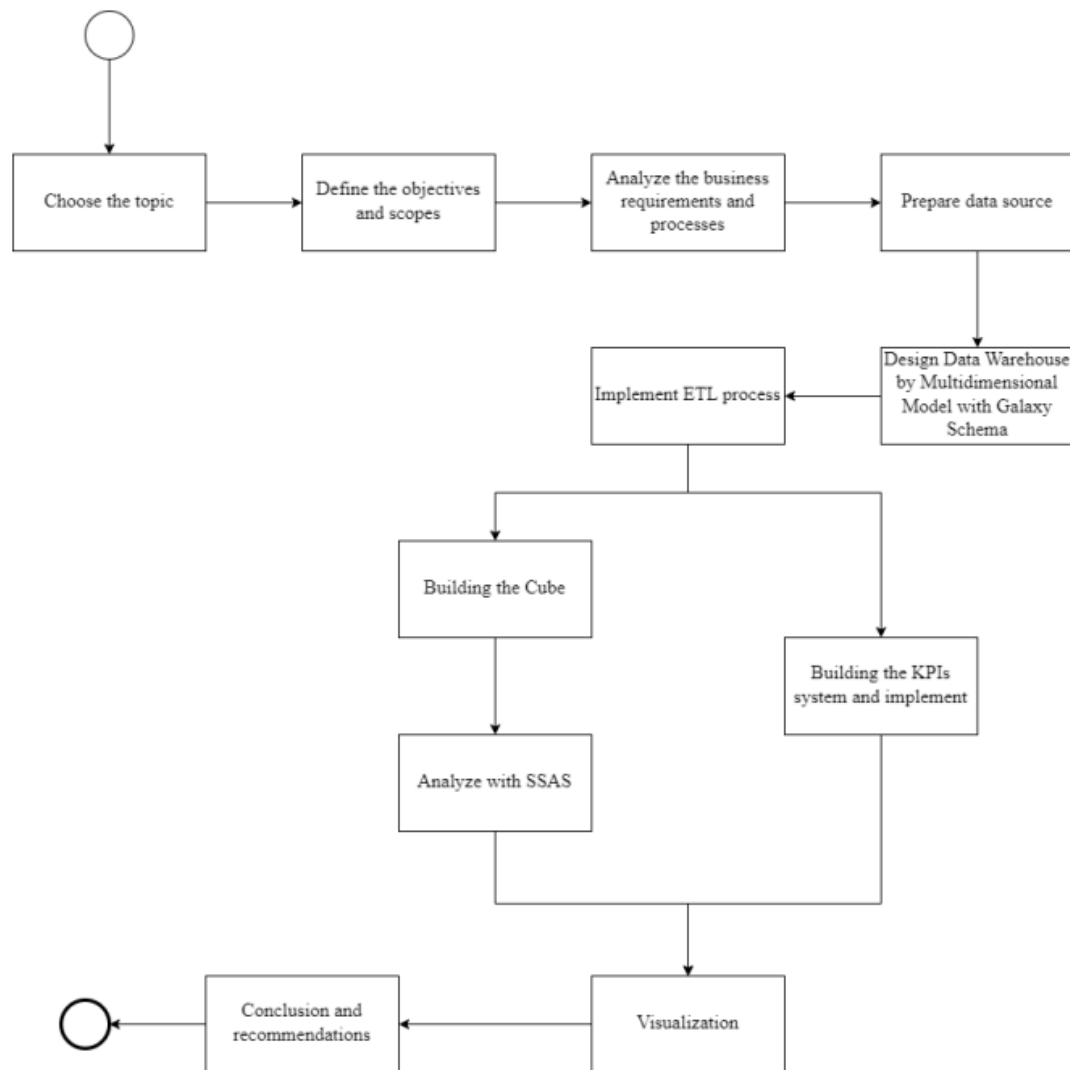 Choose the topic
Define the objectives
and scopes
Analyze the business
requirements and
processes
Prepare data source
Design Data Warehouse
by Multidimensional
Model with Galaxy
Schema
Implement ETL process
Building the Cube
Building the KPIs
system and implement
Analyze with SSAS
Visualization
Conclusion and
recommendations